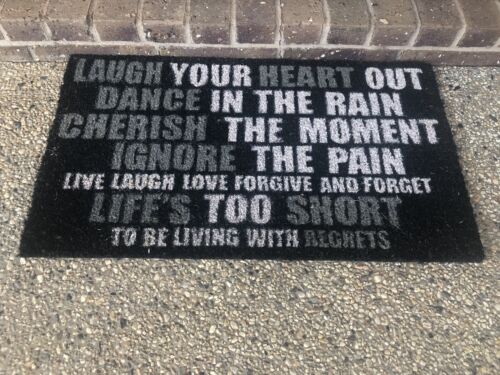 LAUGH YOUR HEART OUT
DANCE IN THE RAIN
CHERISH THE MOMENT
IGNORE THE PAIN
LIVE LAUGH LOVE FORGIVE AND FORGET
LIFE'S TOO SHORT
TO BE LIVING WITH REGRETS